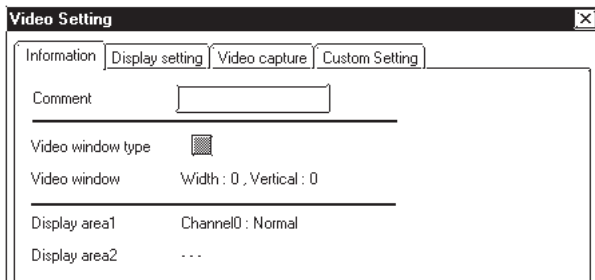 Video Setting
Information Display setting Video capture Custom Setting
Comment
Video window type
Video window Width : 0 , Vertical : 0
Display area1 Channel0 : Normal
Display area2 - - -